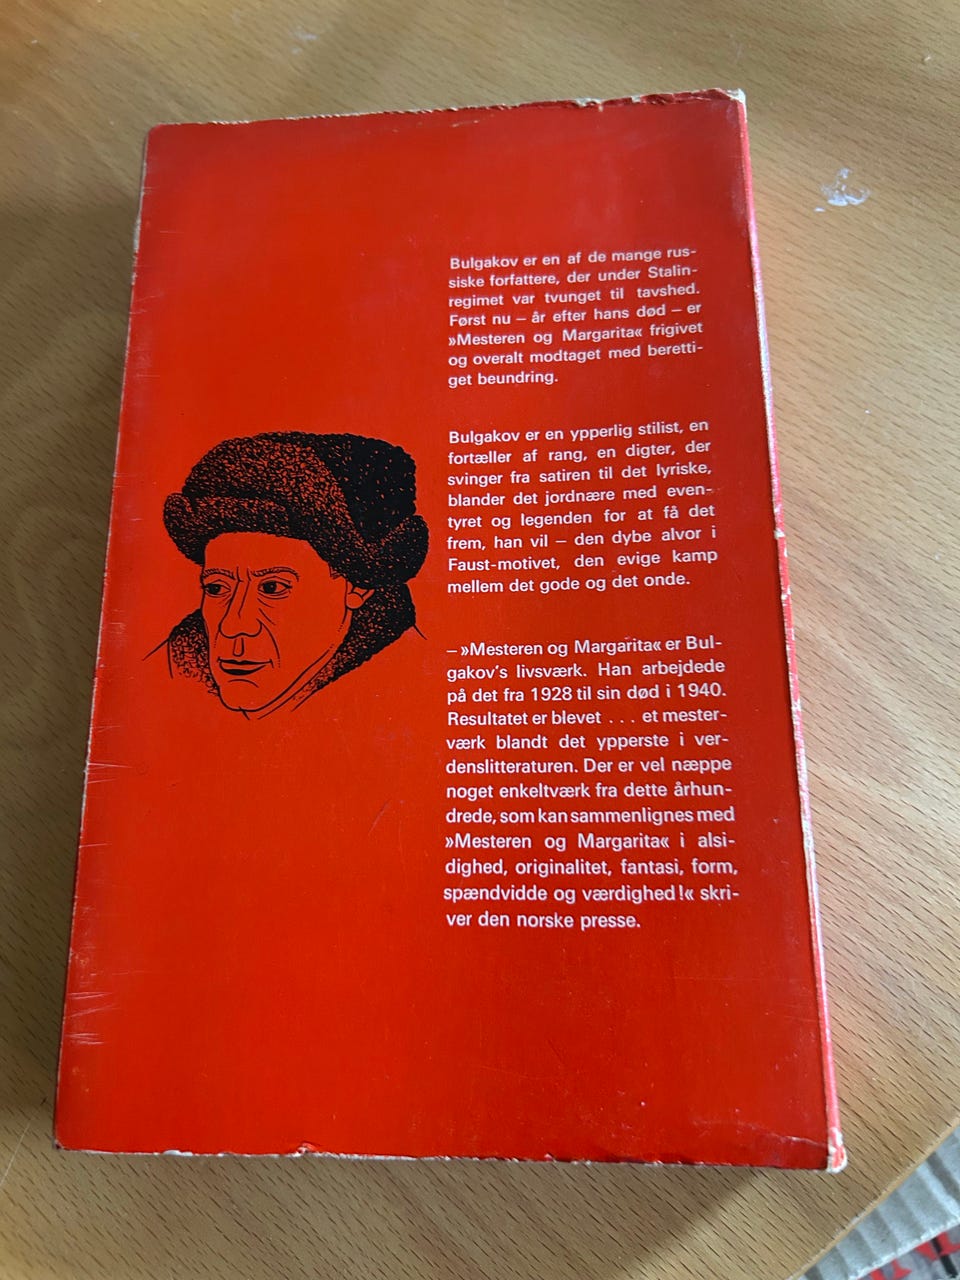 Bulgakov er en af de mange rus-
siske forfattere, der under Stalin-
regimet var tvunget til tavshed.
Først nu – år efter hans død – er
»Mesteren og Margarita« frigivet
og overalt modtaget med beretti-
get beundring.
Bulgakov er en ypperlig stilist, en
fortæller af rang, en digter, der
svinger fra satiren til det lyriske,
blander det jordnære med even-
tyret og legenden for at få det
frem, han vil – den dybe alvor i
Faust-motivet, den evige kamp
mellem det gode og det onde.
– »Mesteren og Margarita« er Bul-
gakov's livsværk. Han arbejdede
på det fra 1928 til sin død i 1940.
Resultatet er blevet . . . et mester-
værk blandt det ypperste i ver-
denslitteraturen. Der er vel næppe
noget enkeltværk fra dette århun-
drede, som kan sammenlignes med
»Mesteren og Margarita« i alsi-
dighed, originalitet, fantasi, form,
spændvidde og værdighed!« skri-
ver den norske presse.